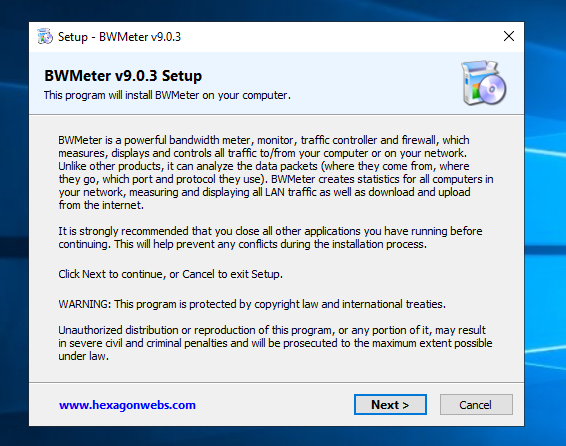 Setup - BWMeter v9.0.3
BWMeter v9.0.3 Setup
This program will install BWMeter on your computer.
BWMeter is a powerful bandwidth meter, monitor, traffic controller and firewall, which
measures, displays and controls all traffic to/from your computer or on your network.
Unlike other products, it can analyze the data packets (where they come from, where
they go, which port and protocol they use). BWMeter creates statistics for all computers in
your network, measuring and displaying all LAN traffic as well as download and upload
from the internet.
It is strongly recommended that you close all other applications you have running before
continuing. This will help prevent any conflicts during the installation process.
Click Next to continue, or Cancel to exit Setup.
WARNING: This program is protected by copyright law and international treaties.
Unauthorized distribution or reproduction of this program, or any portion of it, may result
in severe civil and criminal penalties and will be prosecuted to the maximum extent possible
under law.
www.hexagonwebs.com
Next >
Cancel